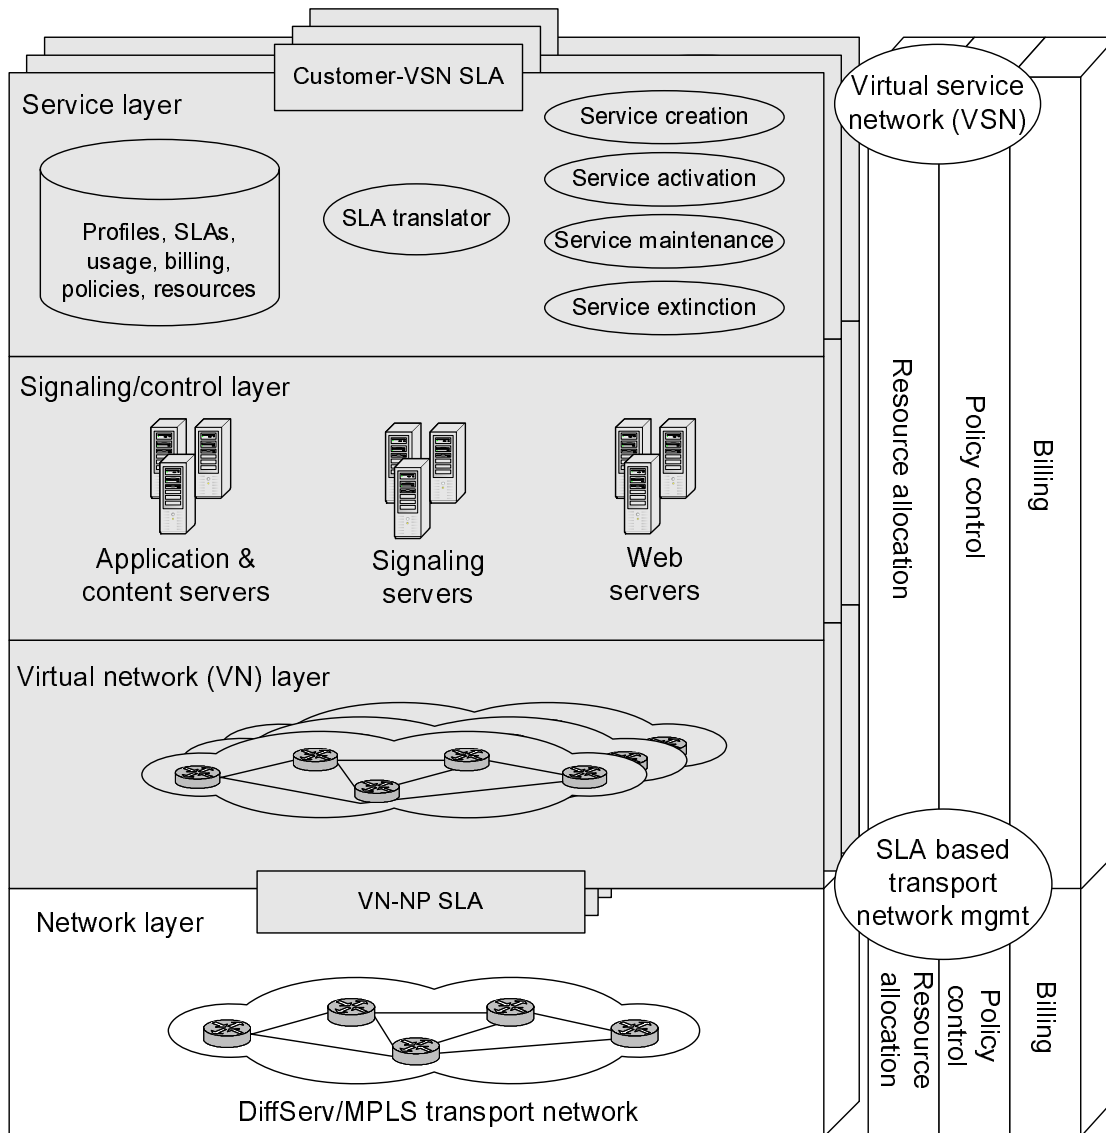 Customer-VSN SLA
Service layer
Profiles, SLAs,
usage, billing,
policies, resources
SLA translator
Service creation
Service activation
Service maintenance
Service extinction
Virtual service
network (VSN)
Signaling/control layer
Application &
content servers
Signaling
servers
Web
servers
Resource allocation
Policy control
Billing
Virtual network (VN) layer
VN-NP SLA
SLA based
transport
network mgmt
Network layer
DiffServ/MPLS transport network
Resource
allocation
Policy
control
Billing